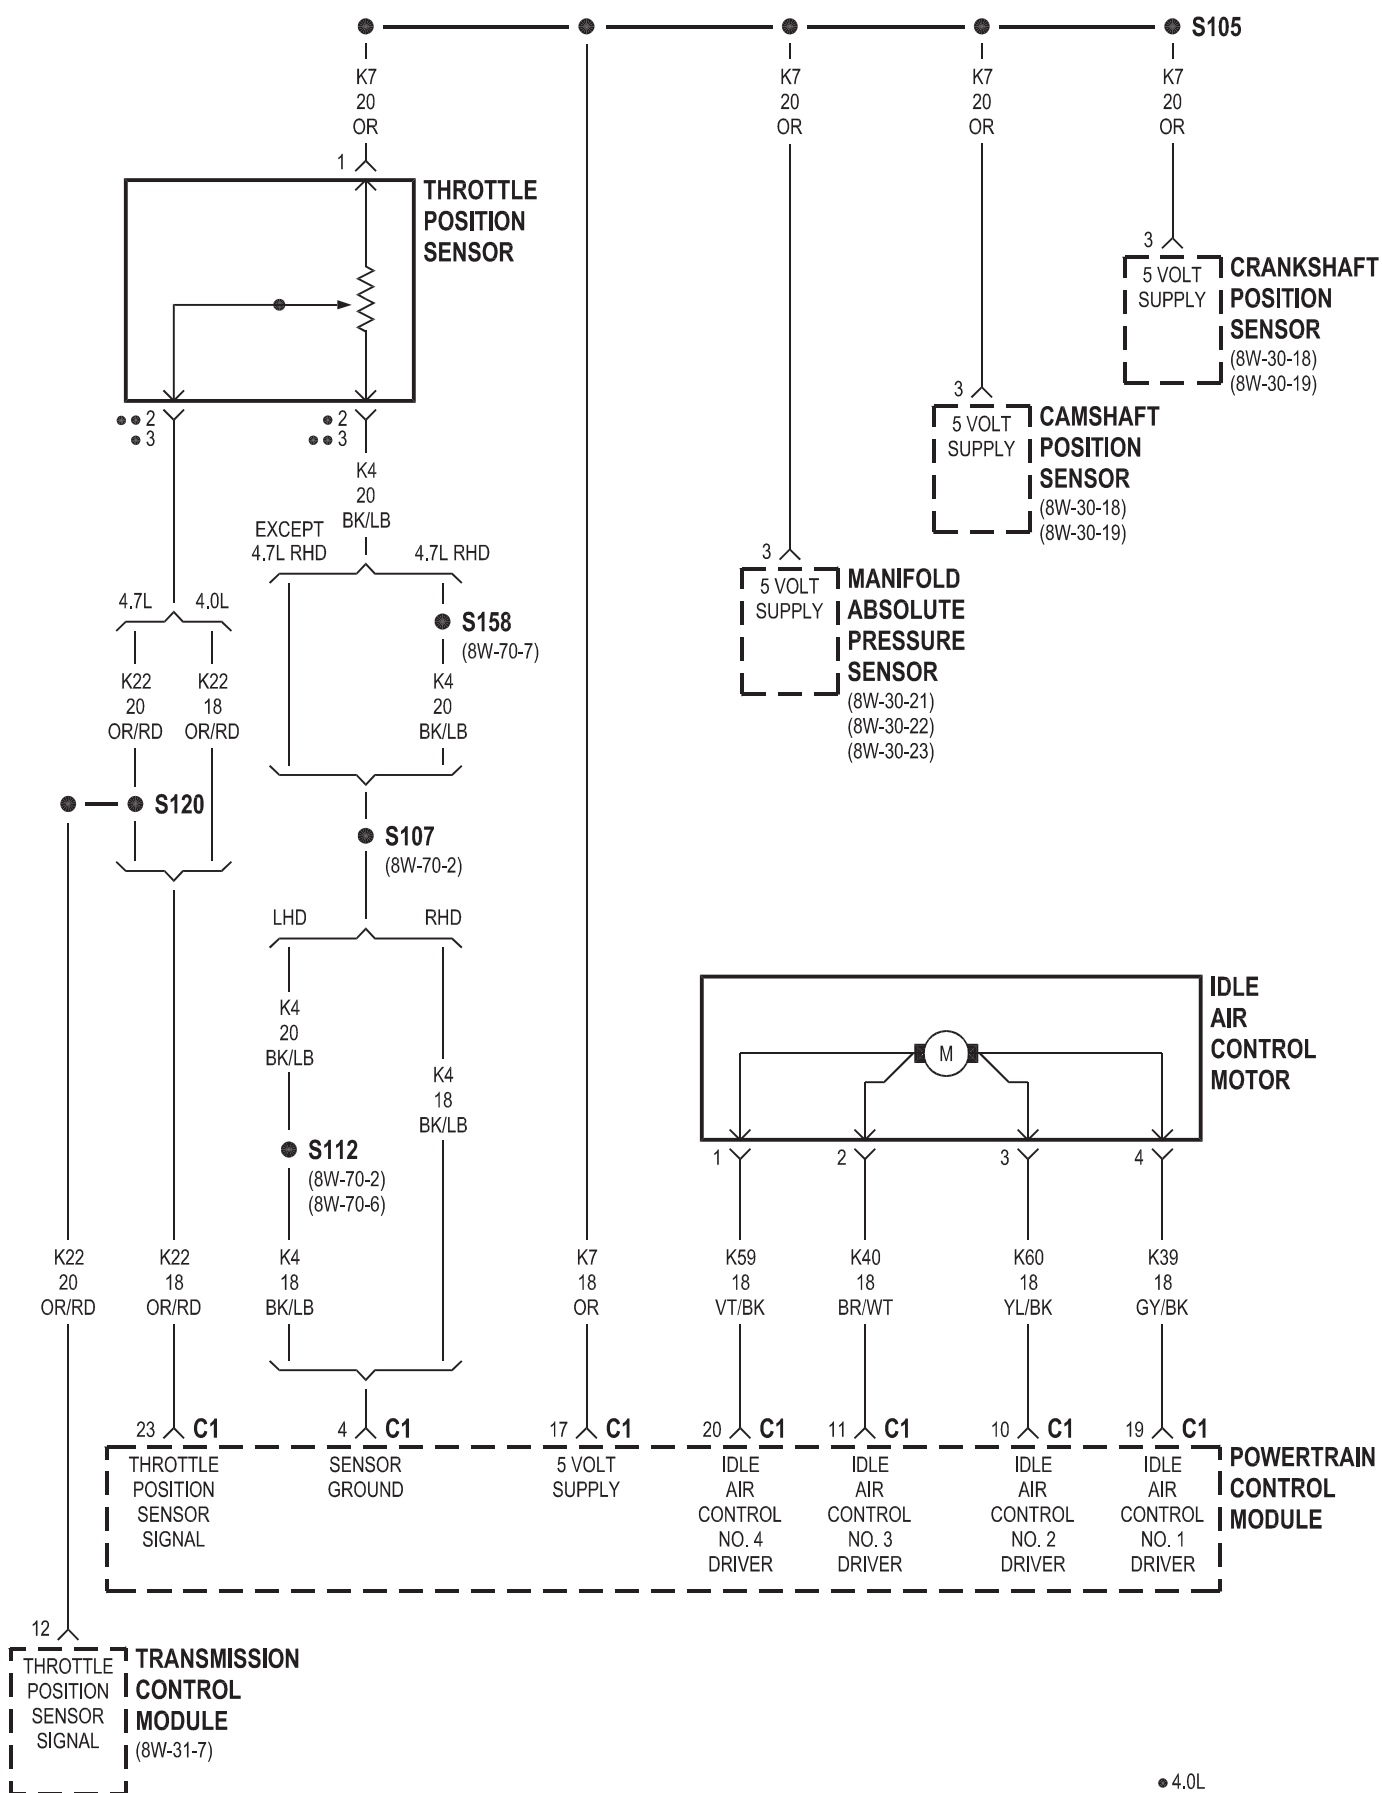 S105
K7
20
OR
K7
20
OR
K7
20
OR
K7
20
OR
1
THROTTLE
POSITION
SENSOR
3
5 VOLT
SUPPLY
CRANKSHAFT
POSITION
SENSOR
(8W-30-18)
(8W-30-19)
3
5 VOLT
SUPPLY
CAMSHAFT
POSITION
SENSOR
(8W-30-18)
(8W-30-19)
3
5 VOLT
SUPPLY
MANIFOLD
ABSOLUTE
PRESSURE
SENSOR
(8W-30-21)
(8W-30-22)
(8W-30-23)
●● 2
● 3
● 2
●● 3
K4
20
BK/LB
EXCEPT
4.7L RHD
4.7L RHD
S158
(8W-70-7)
K4
20
BK/LB
4.7L
4.0L
K22
20
OR/RD
K22
18
OR/RD
S120
S107
(8W-70-2)
LHD
RHD
K4
20
BK/LB
K4
18
BK/LB
S112
(8W-70-2)
(8W-70-6)
IDLE
AIR
CONTROL
MOTOR
M
1
2
3
4
K22
20
OR/RD
K22
18
OR/RD
K4
18
BK/LB
K7
18
OR
K59
18
VT/BK
K40
18
BR/WT
K60
18
YL/BK
K39
18
GY/BK
23 C1
4 C1
17 C1
20 C1
11 C1
10 C1
19 C1
THROTTLE
POSITION
SENSOR
SIGNAL
SENSOR
GROUND
5 VOLT
SUPPLY
IDLE
AIR
CONTROL
NO. 4
DRIVER
IDLE
AIR
CONTROL
NO. 3
DRIVER
IDLE
AIR
CONTROL
NO. 2
DRIVER
IDLE
AIR
CONTROL
NO. 1
DRIVER
POWERTRAIN
CONTROL
MODULE
12
THROTTLE
POSITION
SENSOR
SIGNAL
TRANSMISSION
CONTROL
MODULE
(8W-31-7)
● 4.0L